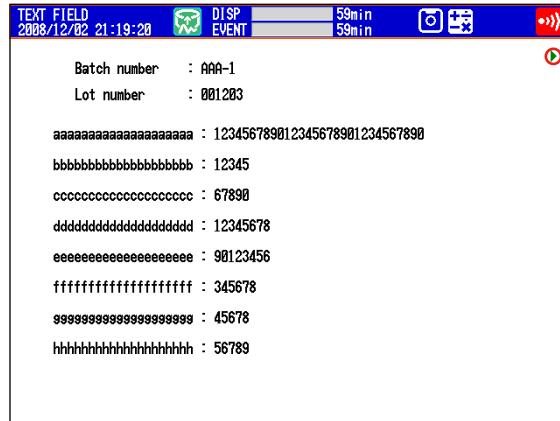 TEXT FIELD
2008/12/02 21:19:20
DISP 59min
EVENT 59min
Batch number : AAA-1
Lot number : 001203
aaaaaaaaaaaaaaaaaaaa : 123456789012345678901234567890
bbbbbbbbbbbbbbbbbbbb : 12345
cccccccccccccccccccc : 67890
dddddddddddddddddddd : 12345678
eeeeeeeeeeeeeeeeeeee : 90123456
ffffffffffffffffffff : 345678
gggggggggggggggggggg : 45678
hhhhhhhhhhhhhhhhhhhh : 56789